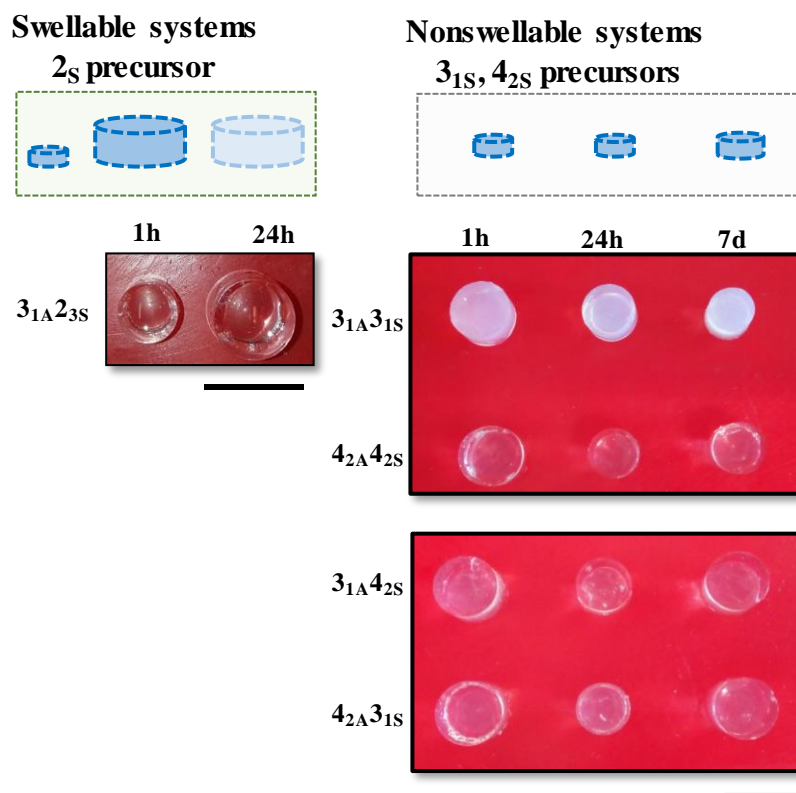 Swellable systems
2S precursor
Nonswellable systems
31S, 42S precursors
1h 24h
1h 24h 7d
31A23S
31A31S
42A42S
31A42S
42A31S